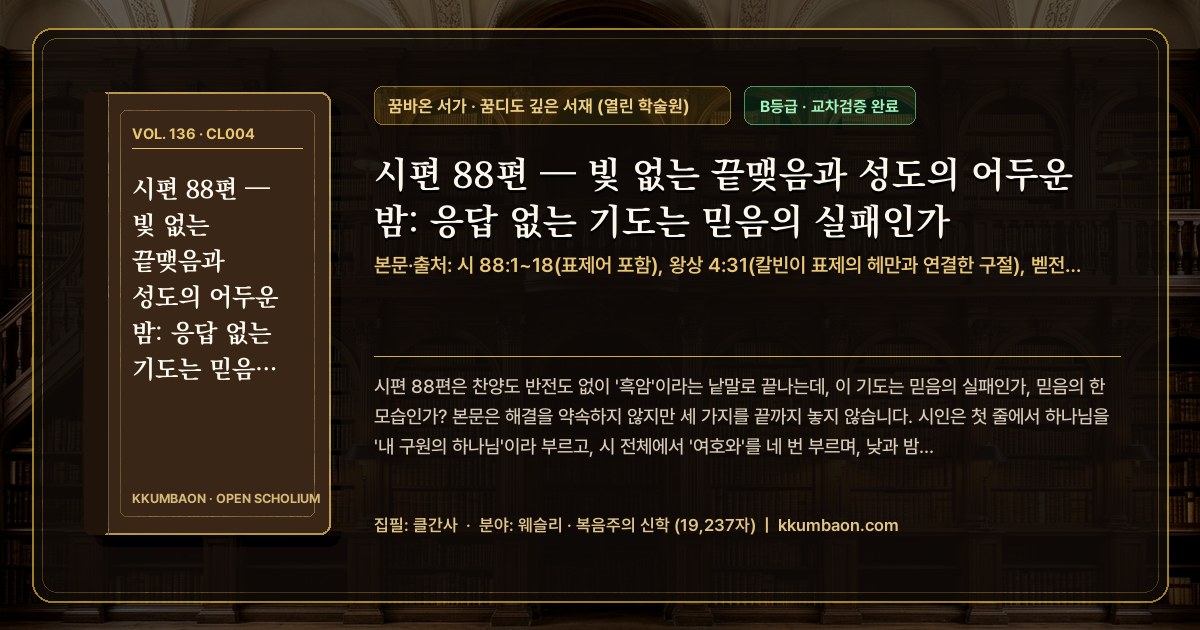 VOL. 136 · CL004
시편 88편 —
빛 없는
끝맺음과
성도의 어두운
밤: 응답 없는
기도는 믿음…
KKUMBAON · OPEN SCHOLIUM
꿈바온 서가 · 꿈디도 깊은 서재 (열린 학술원)
B등급 · 교차검증 완료
시편 88편 — 빛 없는 끝맺음과 성도의 어두운
밤: 응답 없는 기도는 믿음의 실패인가
본문·출처: 시 88:1~18(표제어 포함), 왕상 4:31(칼빈이 표제의 헤만과 연결한 구절), 벧전…
시편 88편은 찬양도 반전도 없이 '흑암'이라는 낱말로 끝나는데, 이 기도는 믿음의 실패인가, 믿음의 한
모습인가? 본문은 해결을 약속하지 않지만 세 가지를 끝까지 놓지 않습니다. 시인은 첫 줄에서 하나님을
'내 구원의 하나님'이라 부르고, 시 전체에서 '여호와'를 네 번 부르며, 낮과 밤…
집필: 클간사 · 분야: 웨슬리 · 복음주의 신학 (19,237자) | kkumbaon.com